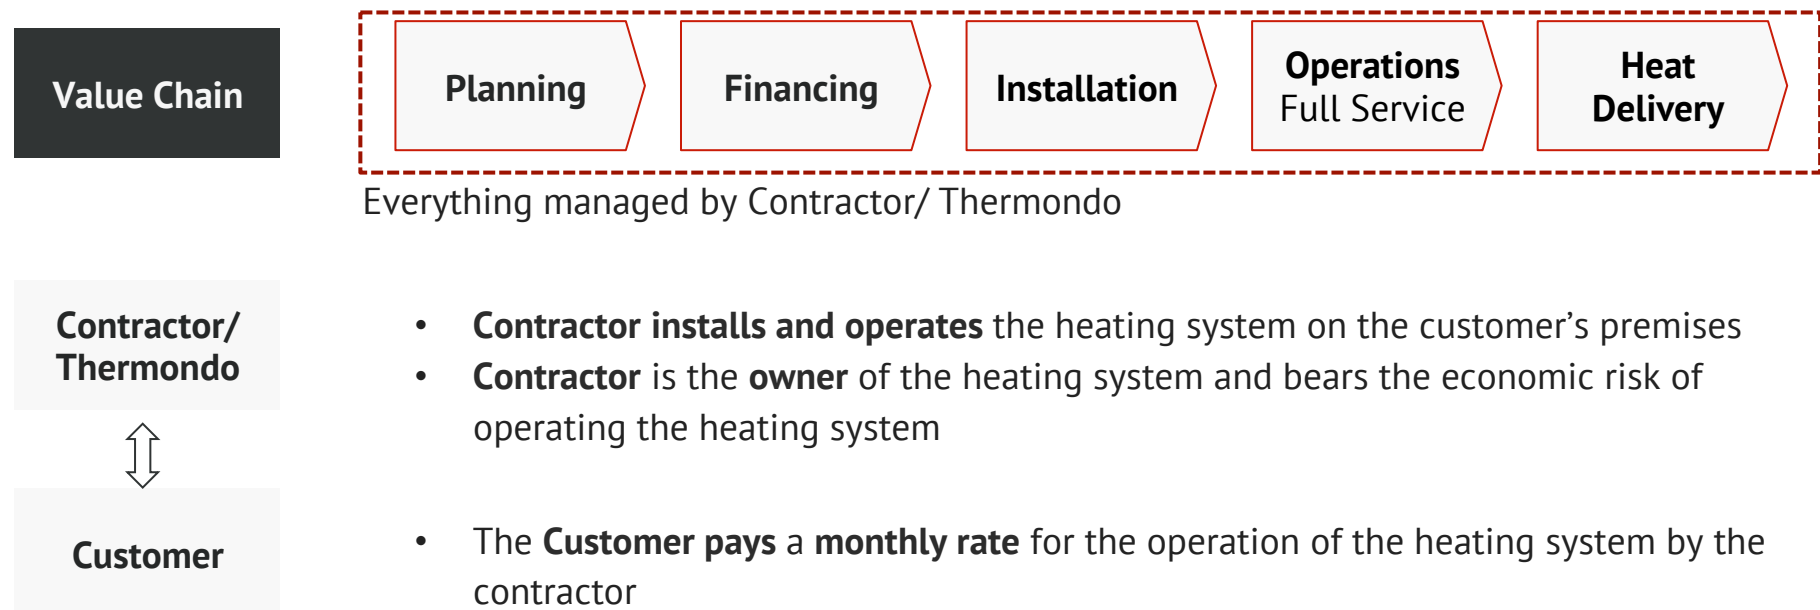 Value Chain
Planning
Financing
Installation
Operations
Full Service
Heat
Delivery
Everything managed by Contractor/ Thermondo
Contractor/
Thermondo
• Contractor installs and operates the heating system on the customer’s premises
• Contractor is the owner of the heating system and bears the economic risk of
operating the heating system
Customer
• The Customer pays a monthly rate for the operation of the heating system by the
contractor